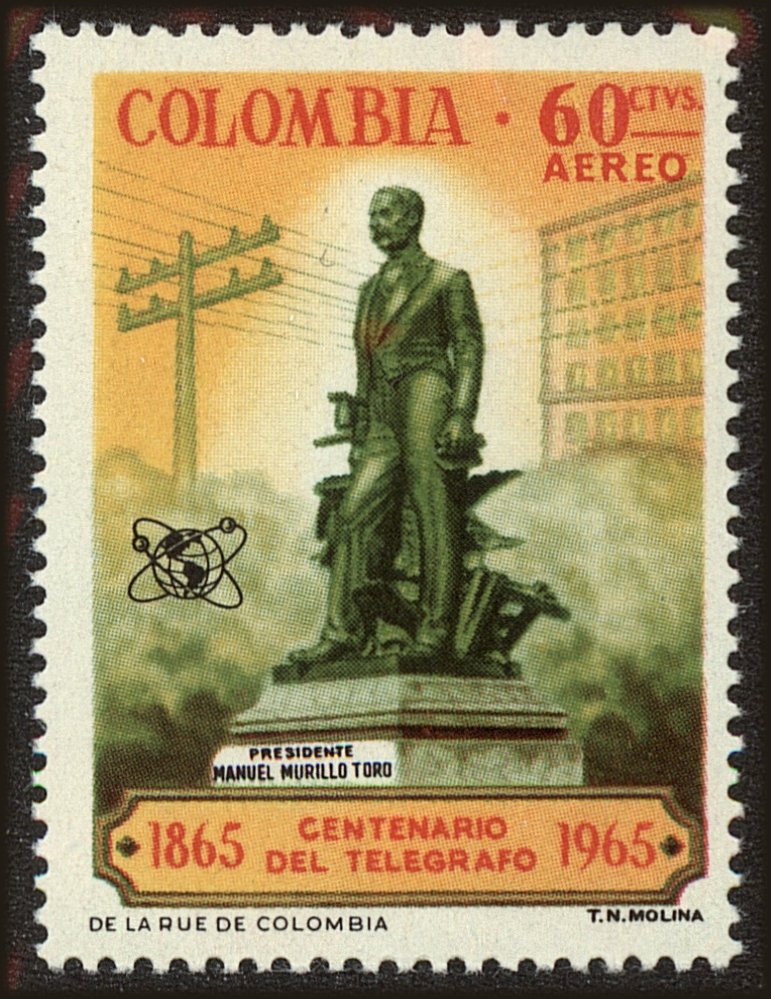 COLOMBIA · 60 CTVS.
AEREO
PRESIDENTE
MANUEL MURILLO TORO
1865 CENTENARIO DEL TELEGRAFO 1965
DE LA RUE DE COLOMBIA
T.N. MOLINA